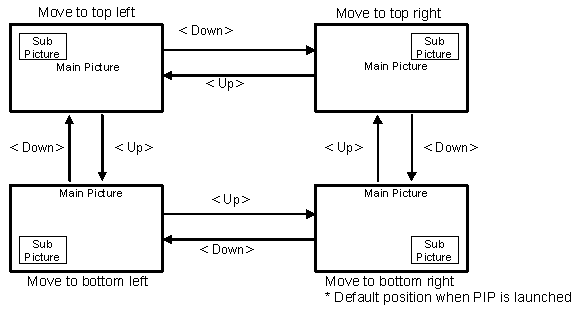 Move to top left
Move to top right
< Down>
Sub
Picture
Main Picture
Sub
Picture
Main Picture
< Up>
< Down>
< Up>
< Up>
< Down>
Main Picture
Main Picture
< Up>
Sub
Picture
< Down>
Sub
Picture
Move to bottom left
Move to bottom right
* Default position when PIP is launched